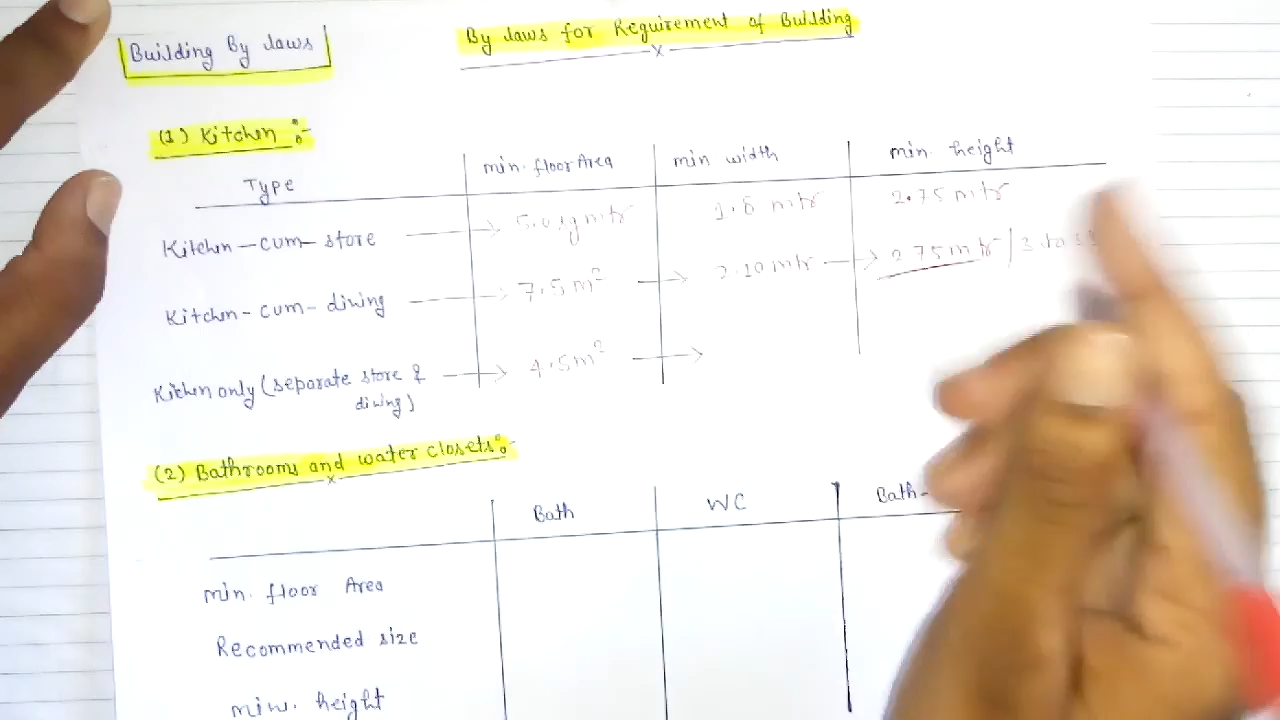 Building By laws
By laws for Requirement of Building
(1) Kitchen :-
Type min. floor Area min width min. height
Kitchen-cum-store 5.0 sq mtr 1.8 mtr 2.75 mtr
Kitchen-cum-dining 7.5 m² 2.10 mtr 2.75 mtr / 3 to
Kitchen only (separate store & 4.5 m²
dining)
(2) Bathrooms and water closets:-
Bath WC Bath-
min. floor Area
Recommended size
min. height